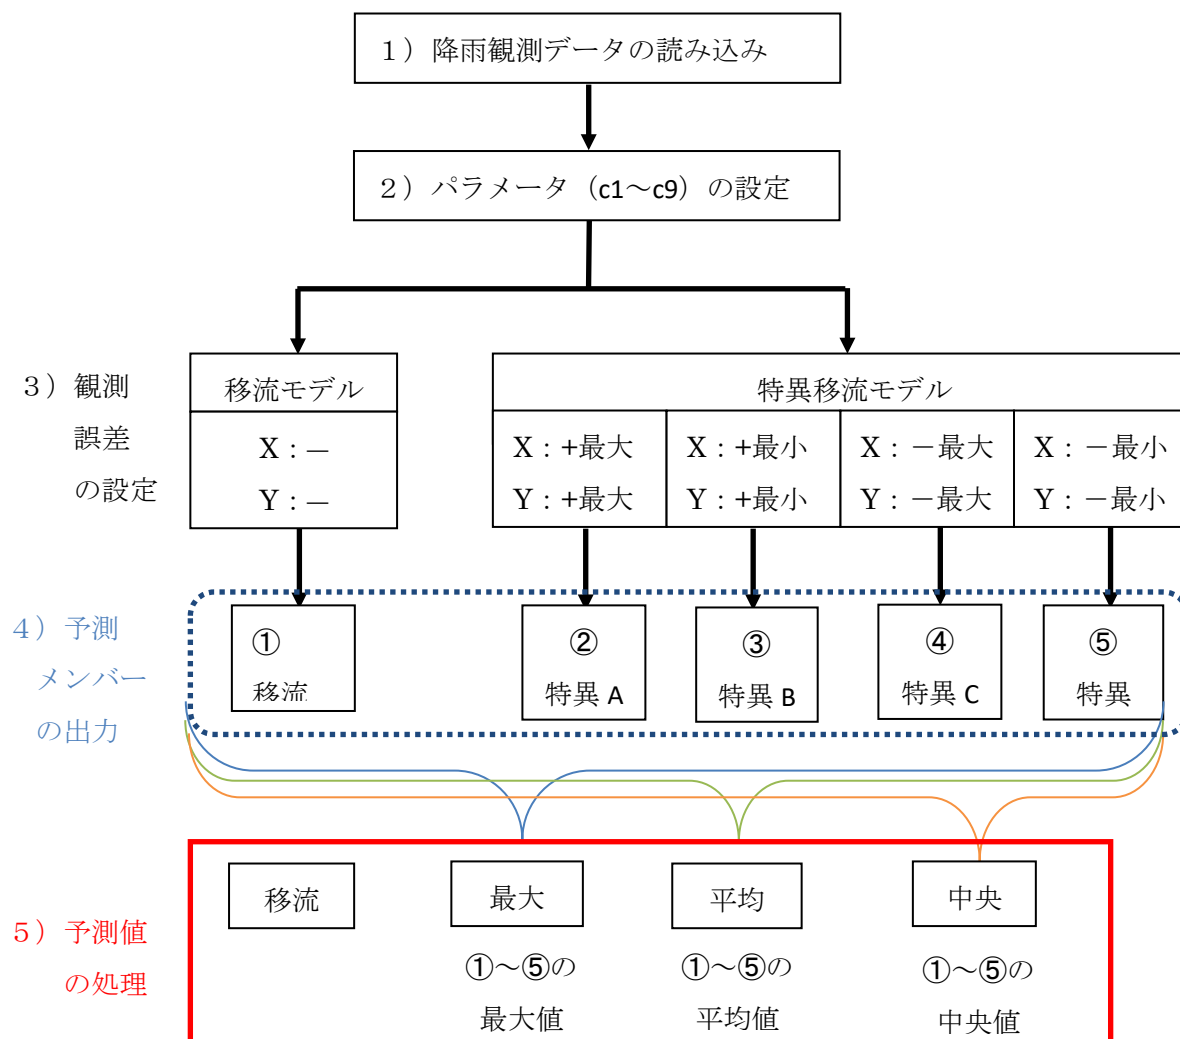 １）降雨観測データの読み込み
２）パラメータ（c1～c9）の設定
３）観測
誤差
の設定
移流モデル
X：－
Y：－
特異移流モデル
X：+最大
Y：+最大
X：+最小
Y：+最小
X：－最大
Y：－最大
X：－最小
Y：－最小
４）予測
メンバー
の出力
①
移流
②
特異 A
③
特異 B
④
特異 C
⑤
特異
５）予測値
の処理
移流
最大
①～⑤の
最大値
平均
①～⑤の
平均値
中央
①～⑤の
中央値